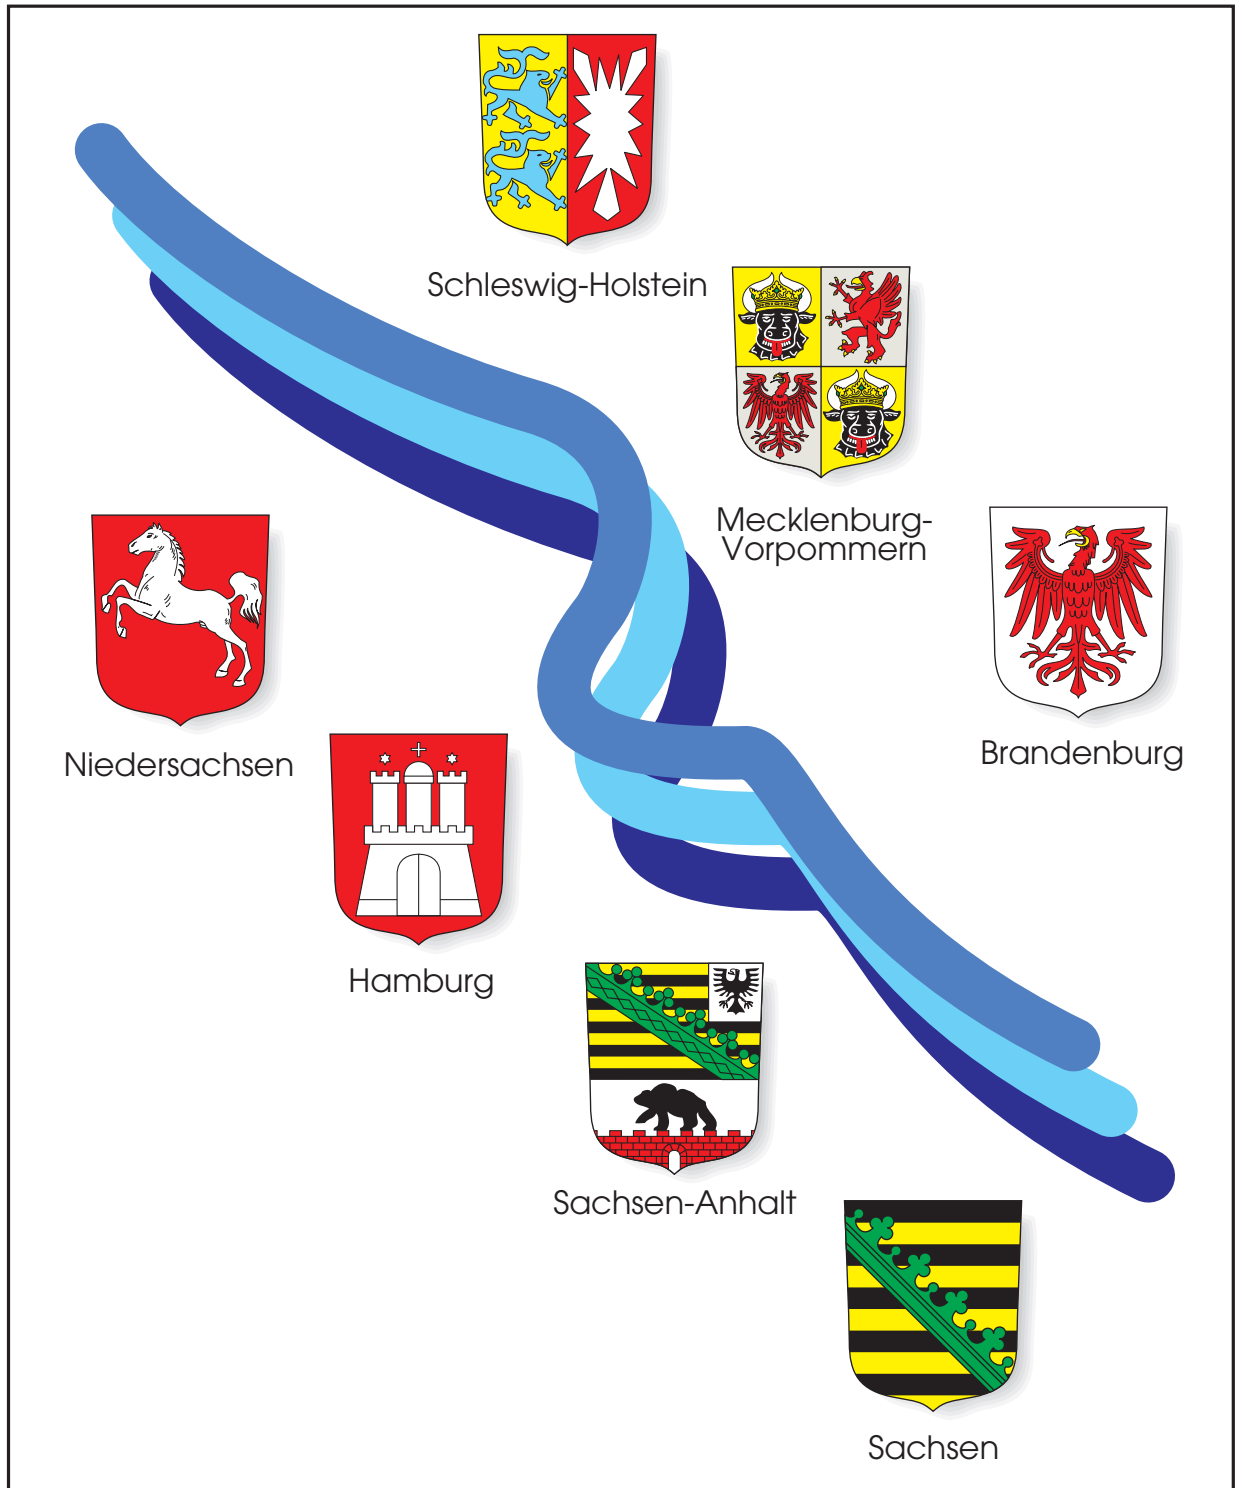 Schleswig-Holstein
Mecklenburg-
Vorpommern
Niedersachsen
Brandenburg
Hamburg
Sachsen-Anhalt
Sachsen